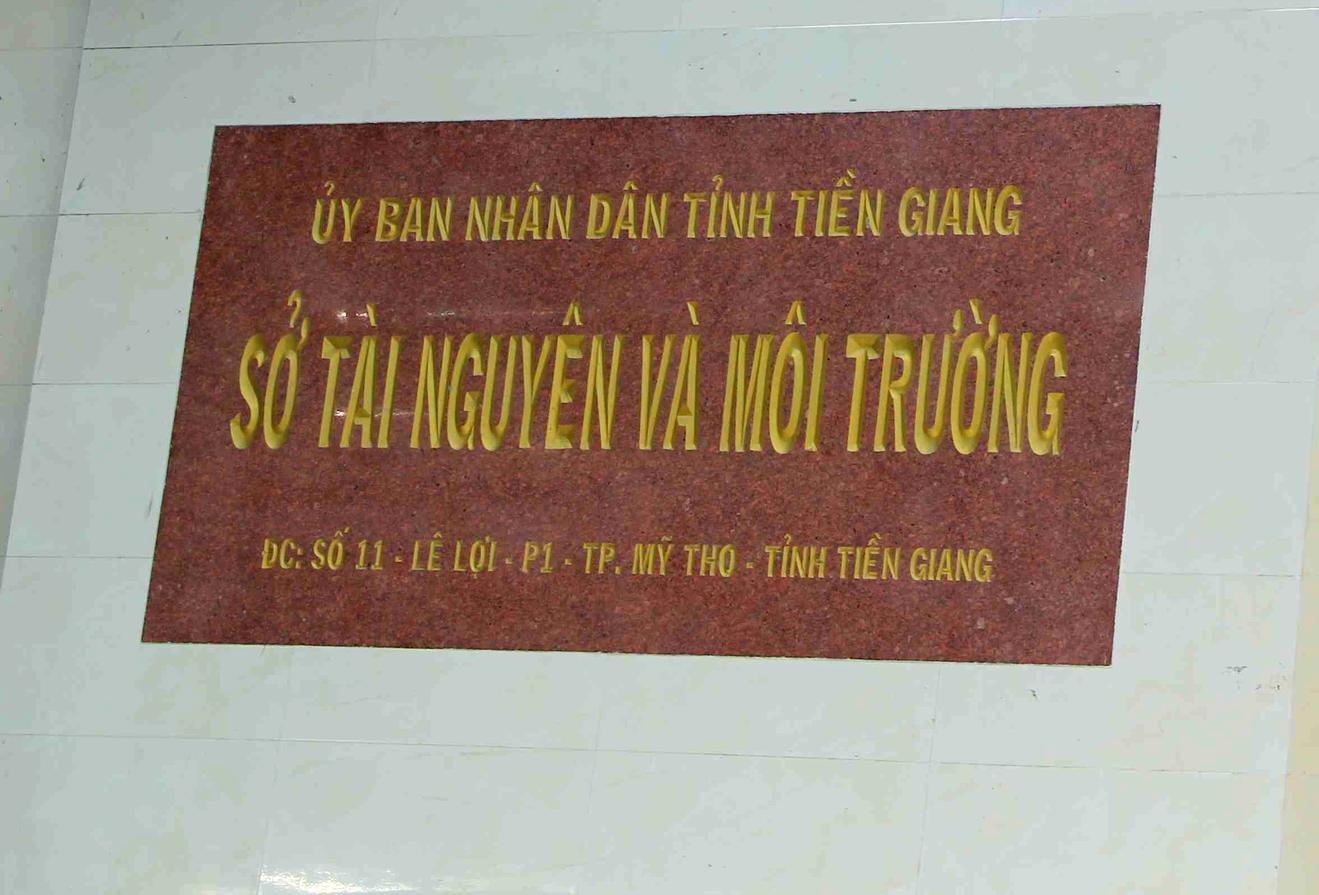 ỦY BAN NHÂN DÂN TỈNH TIỀN GIANG
SỞ TÀI NGUYÊN VÀ MÔI TRƯỜNG
ĐC: SỐ 11 - LÊ LỢI - P1 - TP. MỸ THO - TỈNH TIỀN GIANG